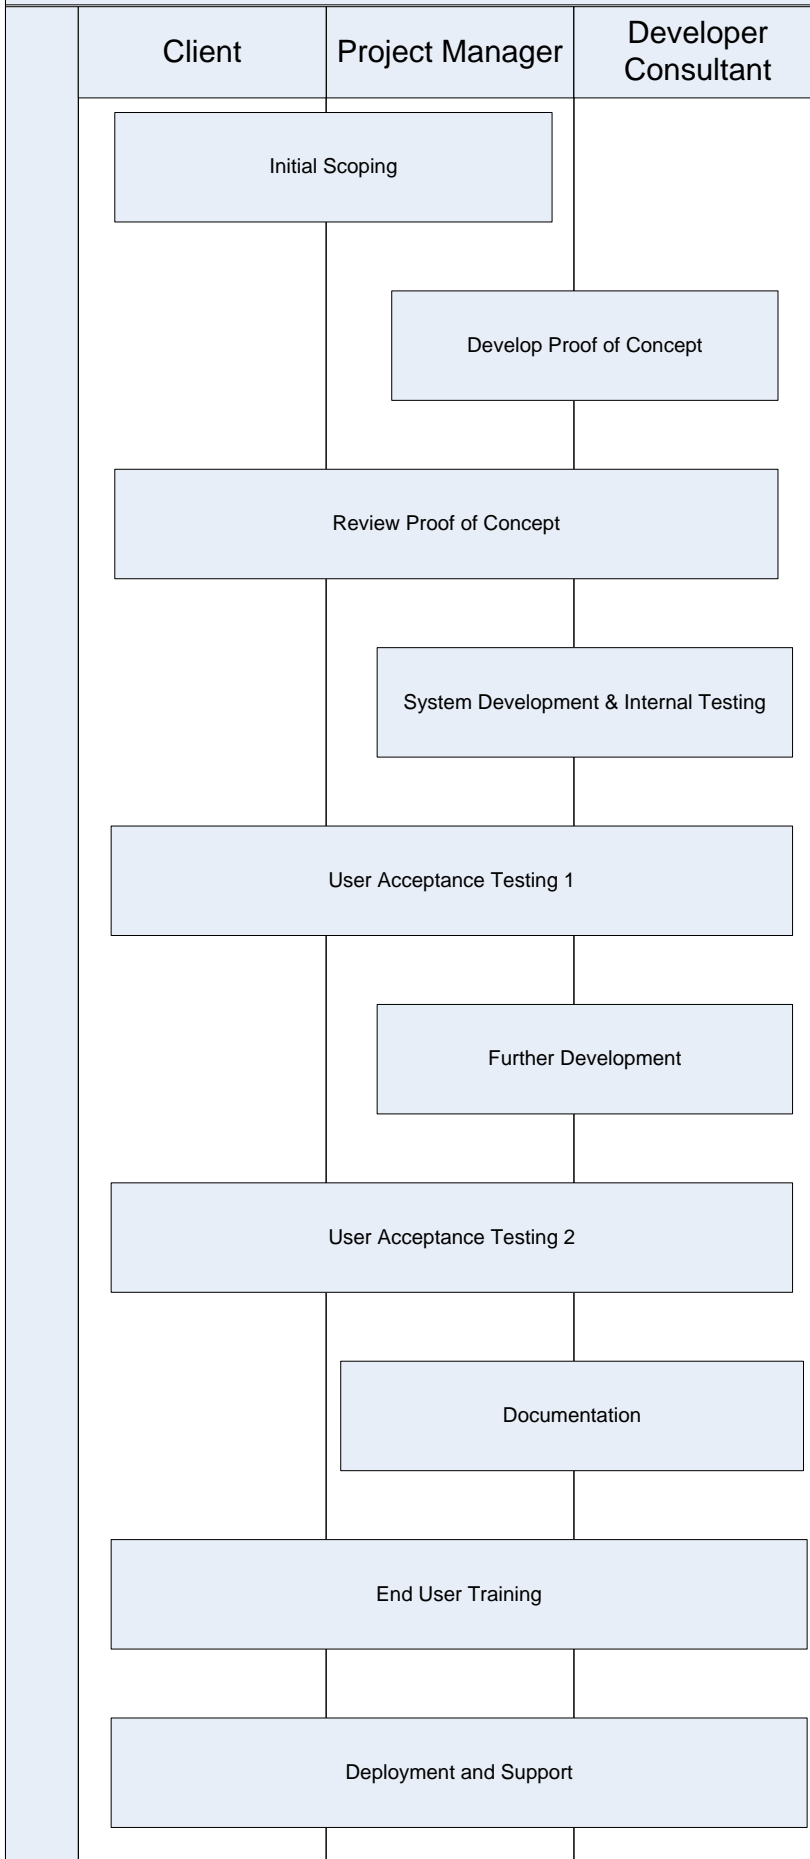 Client
Project Manager
Developer
Consultant
Initial Scoping
Develop Proof of Concept
Review Proof of Concept
System Development & Internal Testing
User Acceptance Testing 1
Further Development
User Acceptance Testing 2
Documentation
End User Training
Deployment and Support